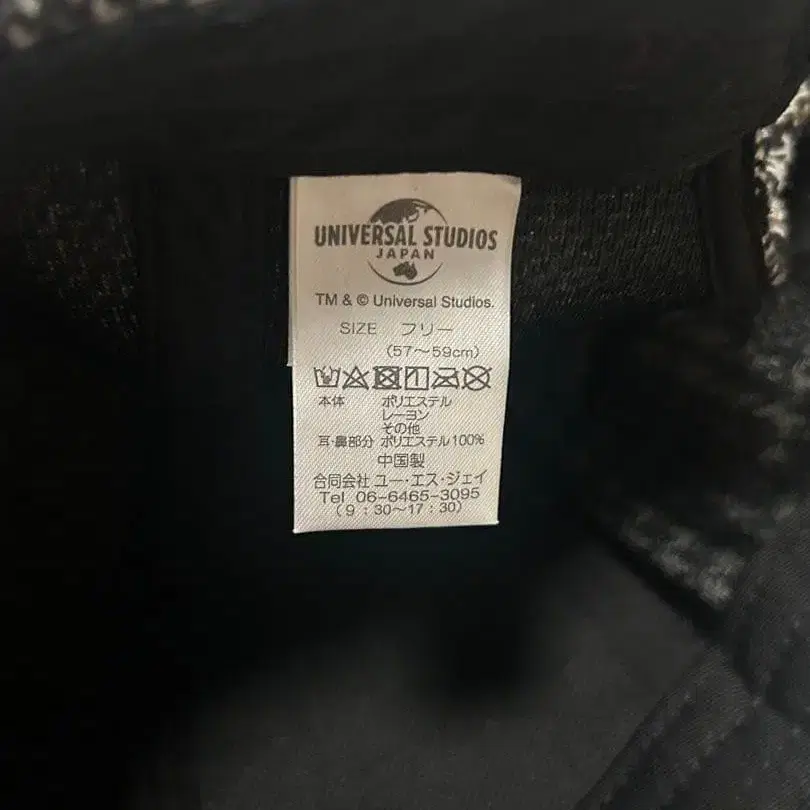 UNIVERSAL STUDIOS
JAPAN
TM & © Universal Studios.
SIZE フリー
(57～59cm)
本体 ポリエステル
レーヨン
その他
耳・鼻部分 ポリエステル100%
中国製
合同会社 ユー・エス・ジェイ
Tel 06-6465-3095
(9：30～17：30)